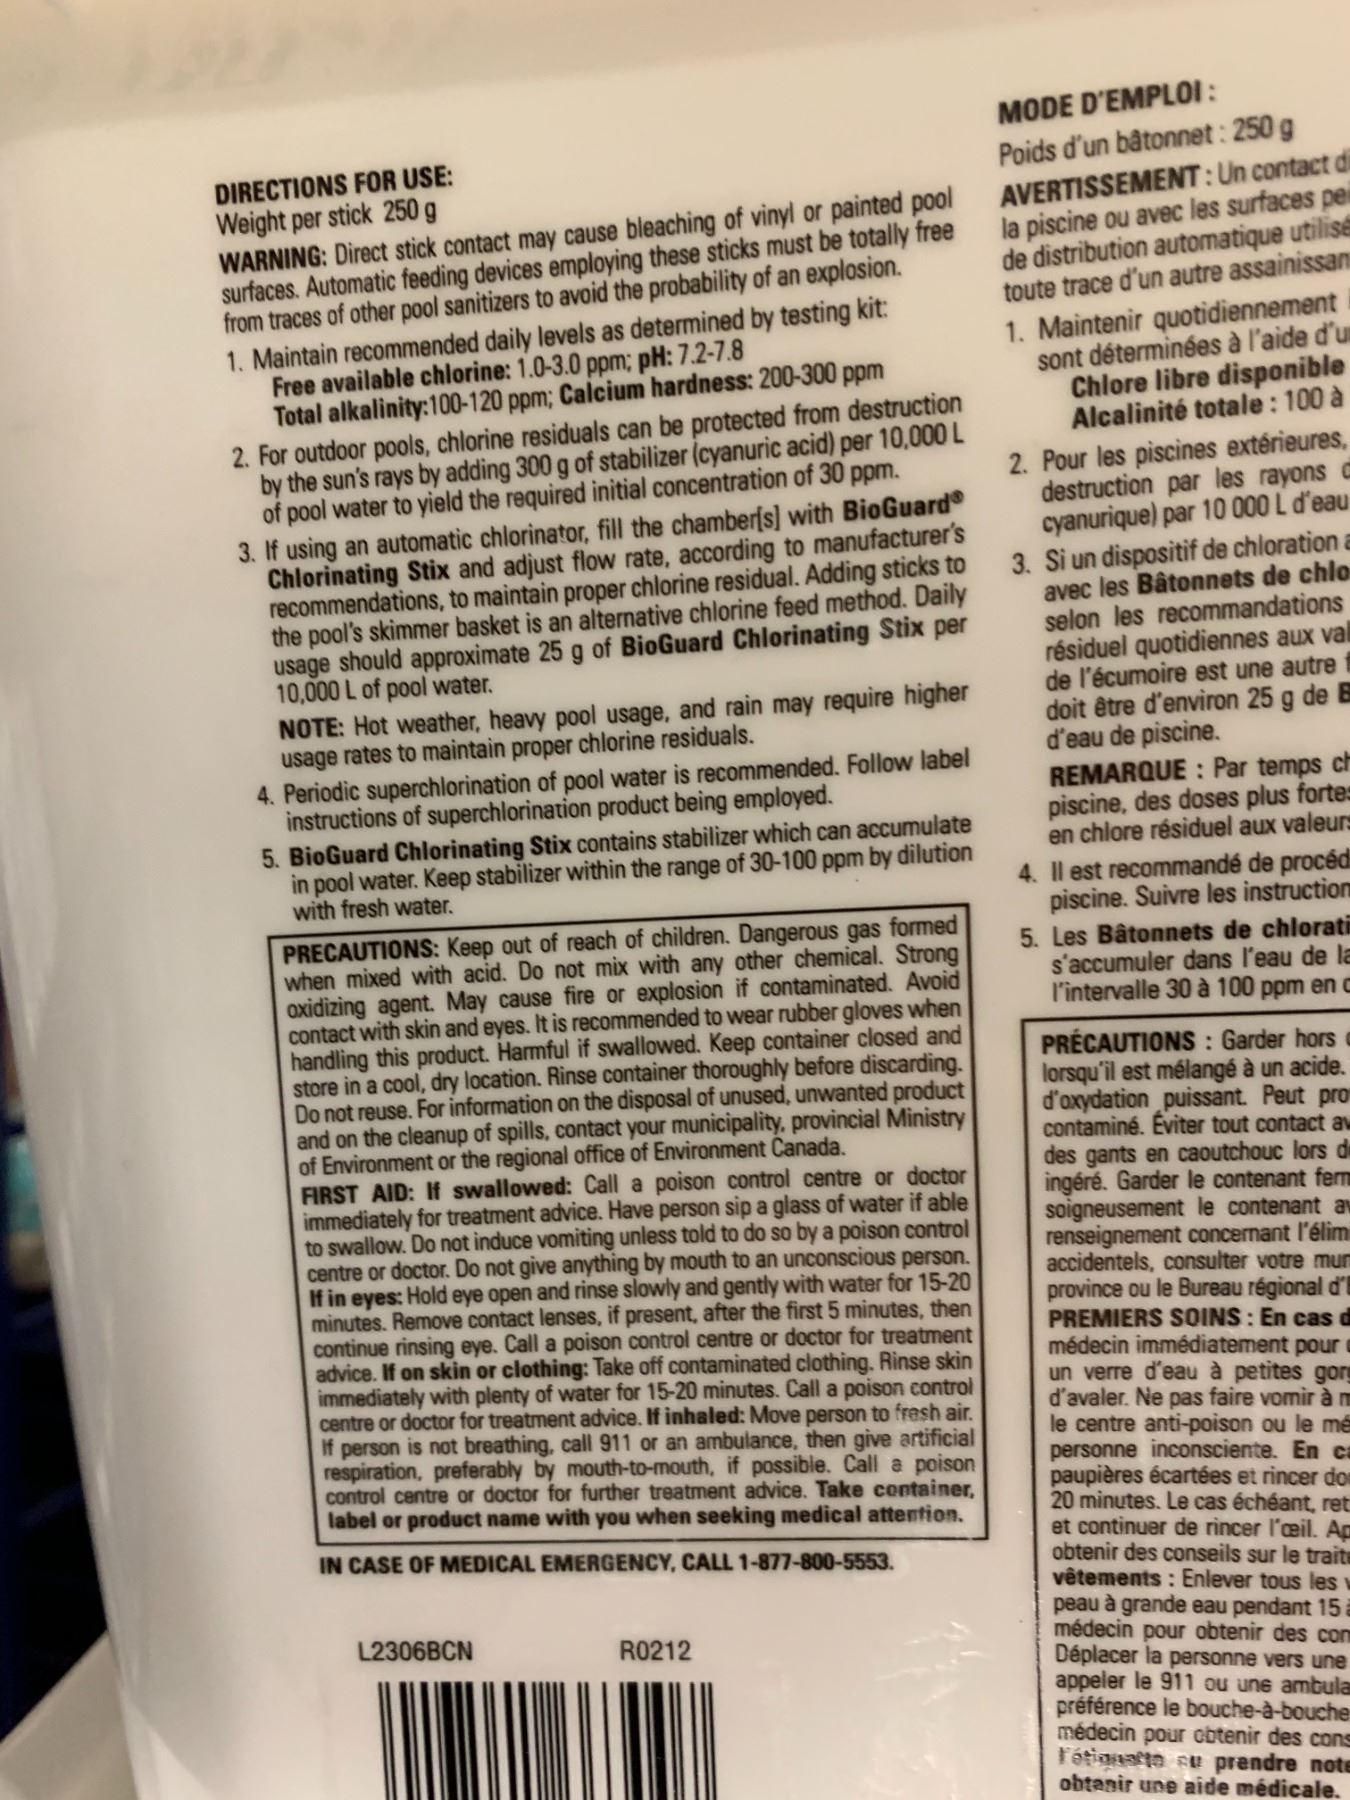 DIRECTIONS FOR USE:
Weight per stick 250 g
WARNING: Direct stick contact may cause bleaching of vinyl or painted pool
surfaces. Automatic feeding devices employing these sticks must be totally free
from traces of other pool sanitizers to avoid the probability of an explosion.
1. Maintain recommended daily levels as determined by testing kit:
Free available chlorine: 1.0-3.0 ppm; pH: 7.2-7.8
Total alkalinity:100-120 ppm; Calcium hardness: 200-300 ppm
2. For outdoor pools, chlorine residuals can be protected from destruction
by the sun's rays by adding 300 g of stabilizer (cyanuric acid) per 10,000 L
of pool water to yield the required initial concentration of 30 ppm.
3. If using an automatic chlorinator, fill the chamber[s] with BioGuard®
Chlorinating Stix and adjust flow rate, according to manufacturer's
recommendations, to maintain proper chlorine residual. Adding sticks to
the pool's skimmer basket is an alternative chlorine feed method. Daily
usage should approximate 25 g of BioGuard Chlorinating Stix per
10,000 L of pool water.
NOTE: Hot weather, heavy pool usage, and rain may require higher
usage rates to maintain proper chlorine residuals.
4. Periodic superchlorination of pool water is recommended. Follow label
instructions of superchlorination product being employed.
5. BioGuard Chlorinating Stix contains stabilizer which can accumulate
in pool water. Keep stabilizer within the range of 30-100 ppm by dilution
with fresh water.
PRECAUTIONS: Keep out of reach of children. Dangerous gas formed
when mixed with acid. Do not mix with any other chemical. Strong
oxidizing agent. May cause fire or explosion if contaminated. Avoid
contact with skin and eyes. It is recommended to wear rubber gloves when
handling this product. Harmful if swallowed. Keep container closed and
store in a cool, dry location. Rinse container thoroughly before discarding.
Do not reuse. For information on the disposal of unused, unwanted product
and on the cleanup of spills, contact your municipality, provincial Ministry
of Environment or the regional office of Environment Canada.
FIRST AID: If swallowed: Call a poison control centre or doctor
immediately for treatment advice. Have person sip a glass of water if able
to swallow. Do not induce vomiting unless told to do so by a poison control
centre or doctor. Do not give anything by mouth to an unconscious person.
If in eyes: Hold eye open and rinse slowly and gently with water for 15-20
minutes. Remove contact lenses, if present, after the first 5 minutes, then
continue rinsing eye. Call a poison control centre or doctor for treatment
advice. If on skin or clothing: Take off contaminated clothing. Rinse skin
immediately with plenty of water for 15-20 minutes. Call a poison control
centre or doctor for treatment advice. If inhaled: Move person to fresh air.
If person is not breathing, call 911 or an ambulance, then give artificial
respiration, preferably by mouth-to-mouth, if possible. Call a poison
control centre or doctor for further treatment advice. Take container,
label or product name with you when seeking medical attention.
IN CASE OF MEDICAL EMERGENCY, CALL 1-877-800-5553.
L2306BCN R0212
MODE D'EMPLOI :
Poids d'un bâtonnet : 250 g
AVERTISSEMENT : Un contact
la piscine ou avec les surfaces
de distribution automatique
toute trace d'un autre
1. Maintenir quotidiennement
sont déterminées à l'aide
Chlore libre disponible
Alcalinité totale : 100 à
2. Pour les piscines extérieures,
destruction par les rayons
cyanurique) par 10 000 L d'eau
3. Si un dispositif de chloration
avec les Bâtonnets de
selon les recommandations
résiduel quotidiennes aux
de l'écumoire est une autre
doit être d'environ 25 g de
d'eau de piscine.
REMARQUE : Par temps
piscine, des doses plus
en chlore résiduel aux
4. Il est recommandé de
piscine. Suivre les
5. Les Bâtonnets de
s'accumuler dans l'eau de
l'intervalle 30 à 100 ppm en
PRÉCAUTIONS : Garder hors
lorsqu'il est mélangé à un acide.
d'oxydation puissant. Peut
contaminé. Éviter tout contact
des gants en caoutchouc lors
ingéré. Garder le contenant
soigneusement le contenant
renseignement concernant
accidentels, consulter votre
province ou le Bureau régional
PREMIERS SOINS : En cas
médecin immédiatement pour
un verre d'eau à petites
d'avaler. Ne pas faire vomir à
le centre anti-poison ou le
personne inconsciente. En
paupières écartées et rincer
20 minutes. Le cas échéant,
et continuer de rincer l'œil.
obtenir des conseils sur le
vêtements : Enlever tous les
peau à grande eau pendant 15
médecin pour obtenir des
Déplacer la personne vers une
appeler le 911 ou une
préférence le bouche-à-bouche
médecin pour obtenir des
prendre
obtenir une aide médicale.